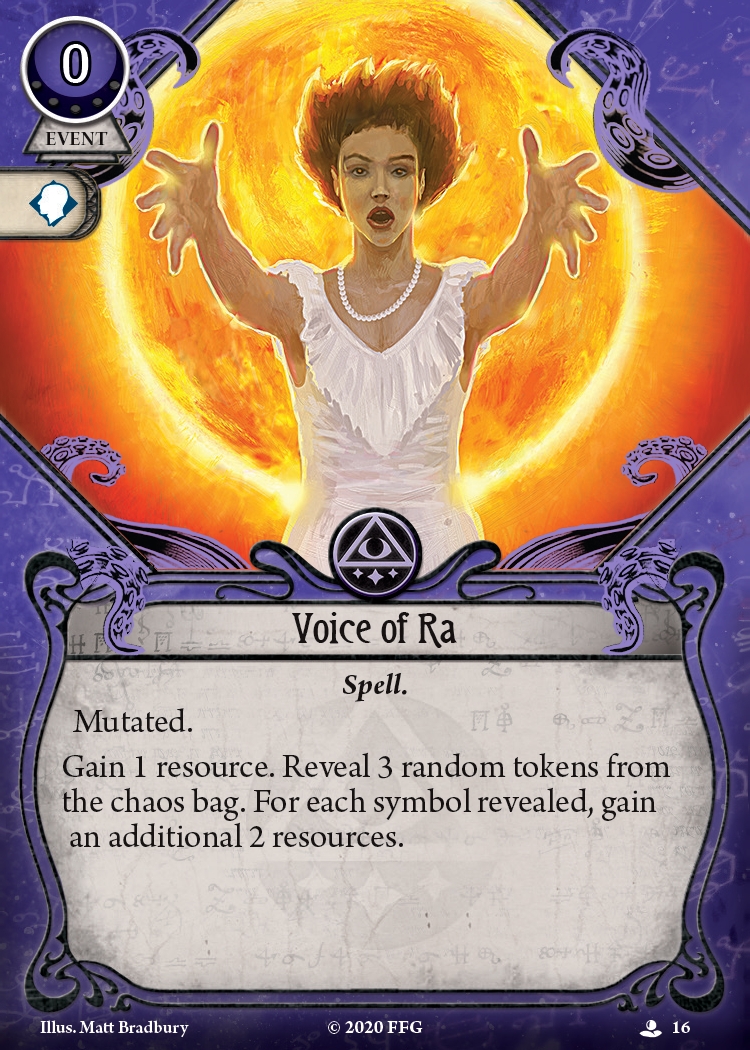 0
EVENT
Voice of Ra
Spell.
Mutated.
Gain 1 resource. Reveal 3 random tokens from
the chaos bag. For each symbol revealed, gain
an additional 2 resources.
Illus. Matt Bradbury
© 2020 FFG
16